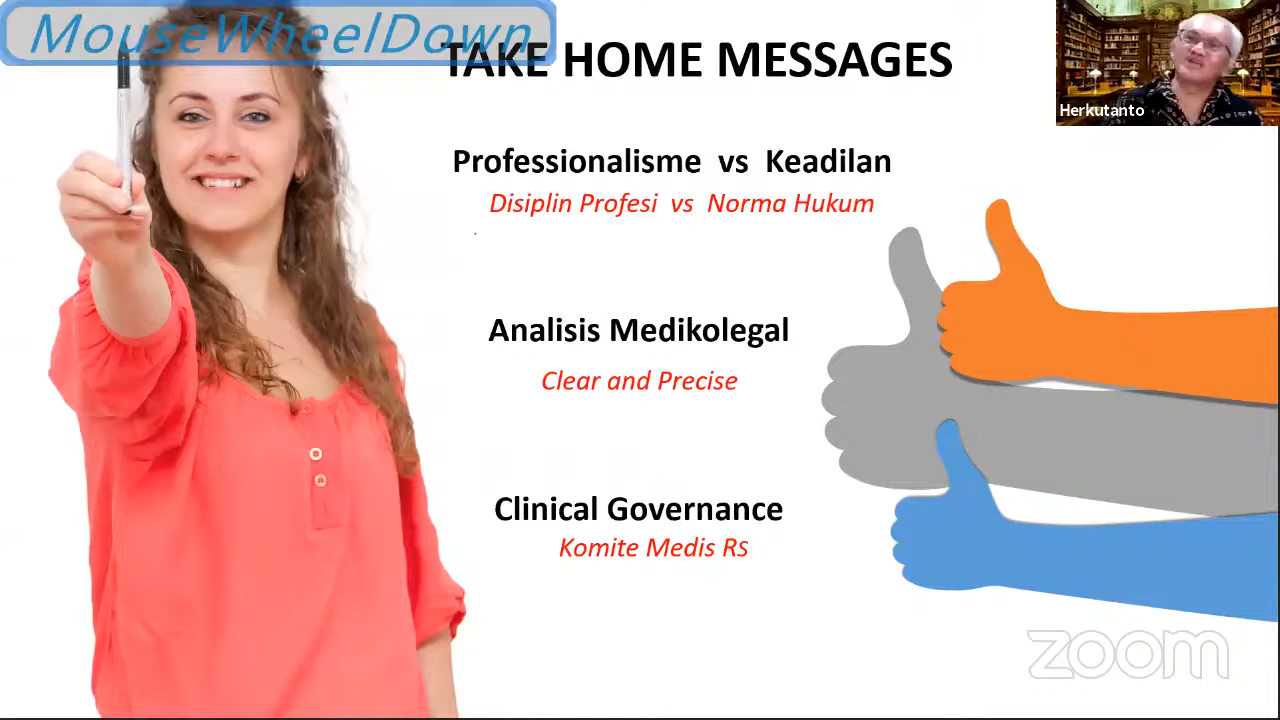 MouseWheelDown
TAKE HOME MESSAGES
Herkutanto
Professionalisme vs Keadilan
Disiplin Profesi vs Norma Hukum
Analisis Medikolegal
Clear and Precise
Clinical Governance
Komite Medis Rs
zoom